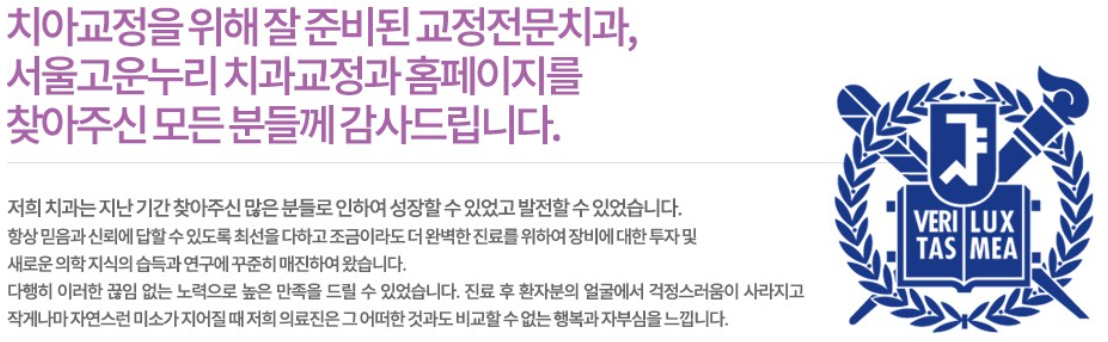 치아교정을 위해 잘 준비된 교정전문치과,
서울고운누리 치과교정과 홈페이지를
찾아주신 모든 분들께 감사드립니다.
저희 치과는 지난 기간 찾아주신 많은 분들로 인하여 성장할 수 있었고 발전할 수 있었습니다.
항상 믿음과 신뢰에 답할 수 있도록 최선을 다하고 조금이라도 더 완벽한 진료를 위하여 장비에 대한 투자 및
새로운 의학 지식의 습득과 연구에 꾸준히 매진하여 왔습니다.
다행히 이러한 끊임 없는 노력으로 높은 만족을 드릴 수 있었습니다. 진료 후 환자분의 얼굴에서 걱정스러움이 사라지고
작게나마 자연스런 미소가 지어질 때 저희 의료진은 그 어떠한 것과도 비교할 수 없는 행복과 자부심을 느낍니다.
VERI LUX
TAS MEA